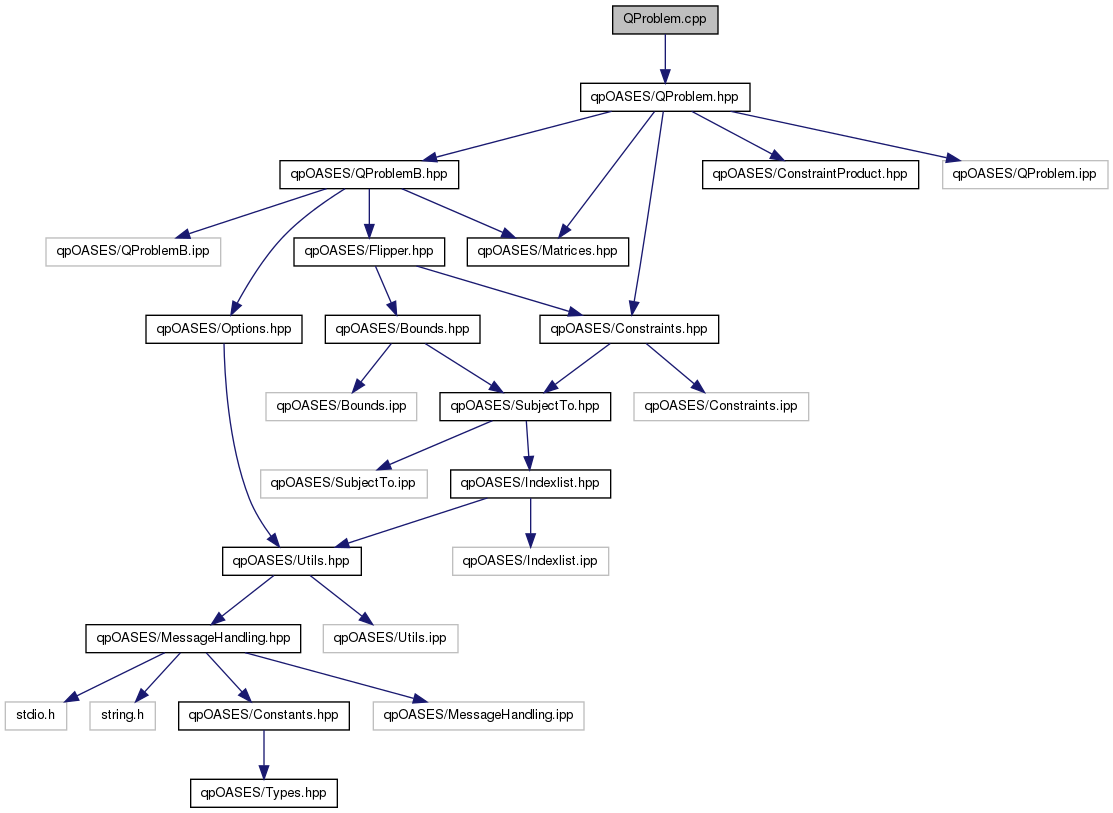 QProblem.cpp
qpOASES/QProblem.hpp
qpOASES/QProblemB.hpp
qpOASES/ConstraintProduct.hpp
qpOASES/QProblem.ipp
qpOASES/QProblemB.ipp
qpOASES/Flipper.hpp
qpOASES/Matrices.hpp
qpOASES/Options.hpp
qpOASES/Bounds.hpp
qpOASES/Constraints.hpp
qpOASES/Bounds.ipp
qpOASES/SubjectTo.hpp
qpOASES/Constraints.ipp
qpOASES/SubjectTo.ipp
qpOASES/Indexlist.hpp
qpOASES/Utils.hpp
qpOASES/Indexlist.ipp
qpOASES/MessageHandling.hpp
qpOASES/Utils.ipp
stdio.h
string.h
qpOASES/Constants.hpp
qpOASES/MessageHandling.ipp
qpOASES/Types.hpp